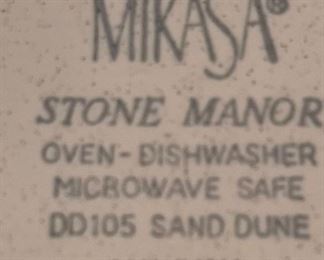 MIKASA®
STONE MANOR
OVEN-DISHWASHER
MICROWAVE SAFE
DD105 SAND DUNE